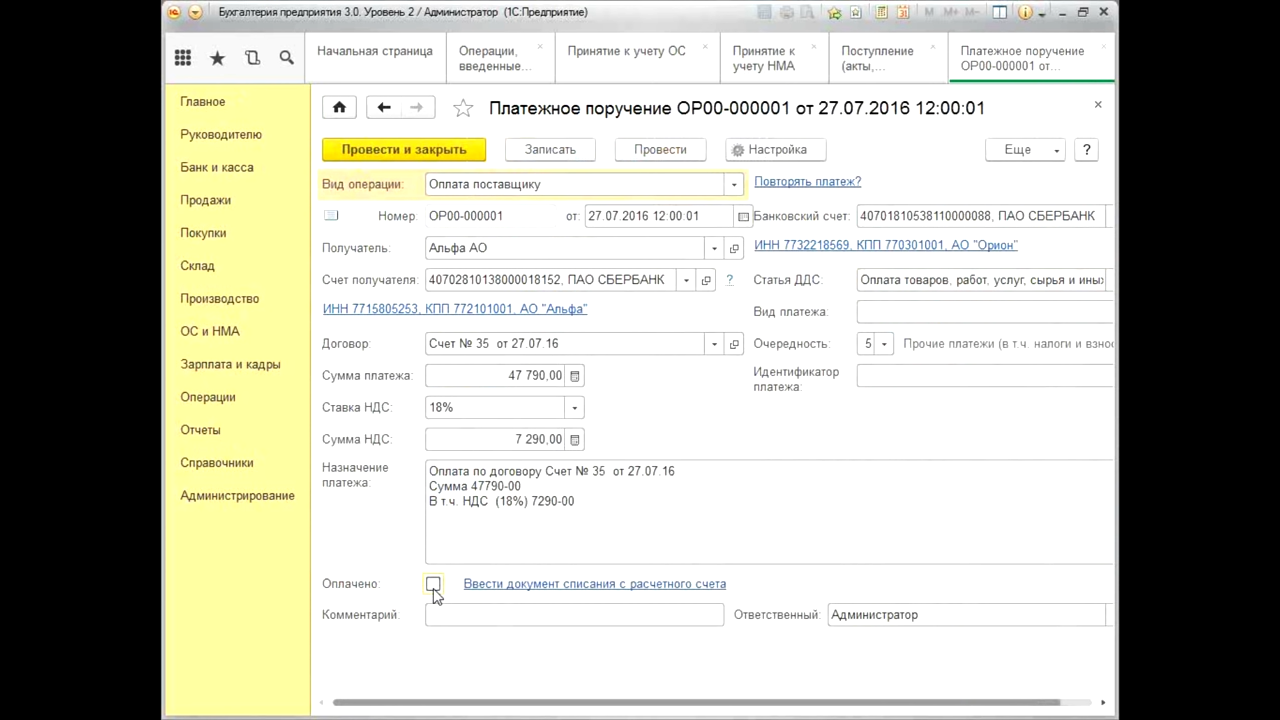 Бухгалтерия предприятия 3.0. Уровень 2 / Администратор (1С:Предприятие)
M M+ M-
Начальная страница
Операции,
введенные...
Принятие к учету ОС
Принятие к
учету НМА
Поступление
(акты,...
Платежное поручение
ОР00-000001 от...
Главное
Руководителю
Банк и касса
Продажи
Покупки
Склад
Производство
ОС и НМА
Зарплата и кадры
Операции
Отчеты
Справочники
Администрирование
Платежное поручение ОР00-000001 от 27.07.2016 12:00:01
Провести и закрыть
Записать
Провести
Настройка
Еще
?
Вид операции: Оплата поставщику
Повторять платеж?
Номер: ОР00-000001 от: 27.07.2016 12:00:01
Банковский счет: 40701810538110000088, ПАО СБЕРБАНК
Получатель: Альфа АО
ИНН 7732218569, КПП 770301001, АО "Орион"
Счет получателя: 40702810138000018152, ПАО СБЕРБАНК ?
Статья ДДС: Оплата товаров, работ, услуг, сырья и иных
ИНН 7715805253, КПП 772101001, АО "Альфа"
Вид платежа:
Договор: Счет № 35 от 27.07.16
Очередность: 5 Прочие платежи (в т.ч. налоги и взно
Сумма платежа: 47 790,00
Идентификатор
платежа:
Ставка НДС: 18%
Сумма НДС: 7 290,00
Назначение
платежа:
Оплата по договору Счет № 35 от 27.07.16
Сумма 47790-00
В т.ч. НДС (18%) 7290-00
Оплачено:
Ввести документ списания с расчетного счета
Комментарий:
Ответственный: Администратор